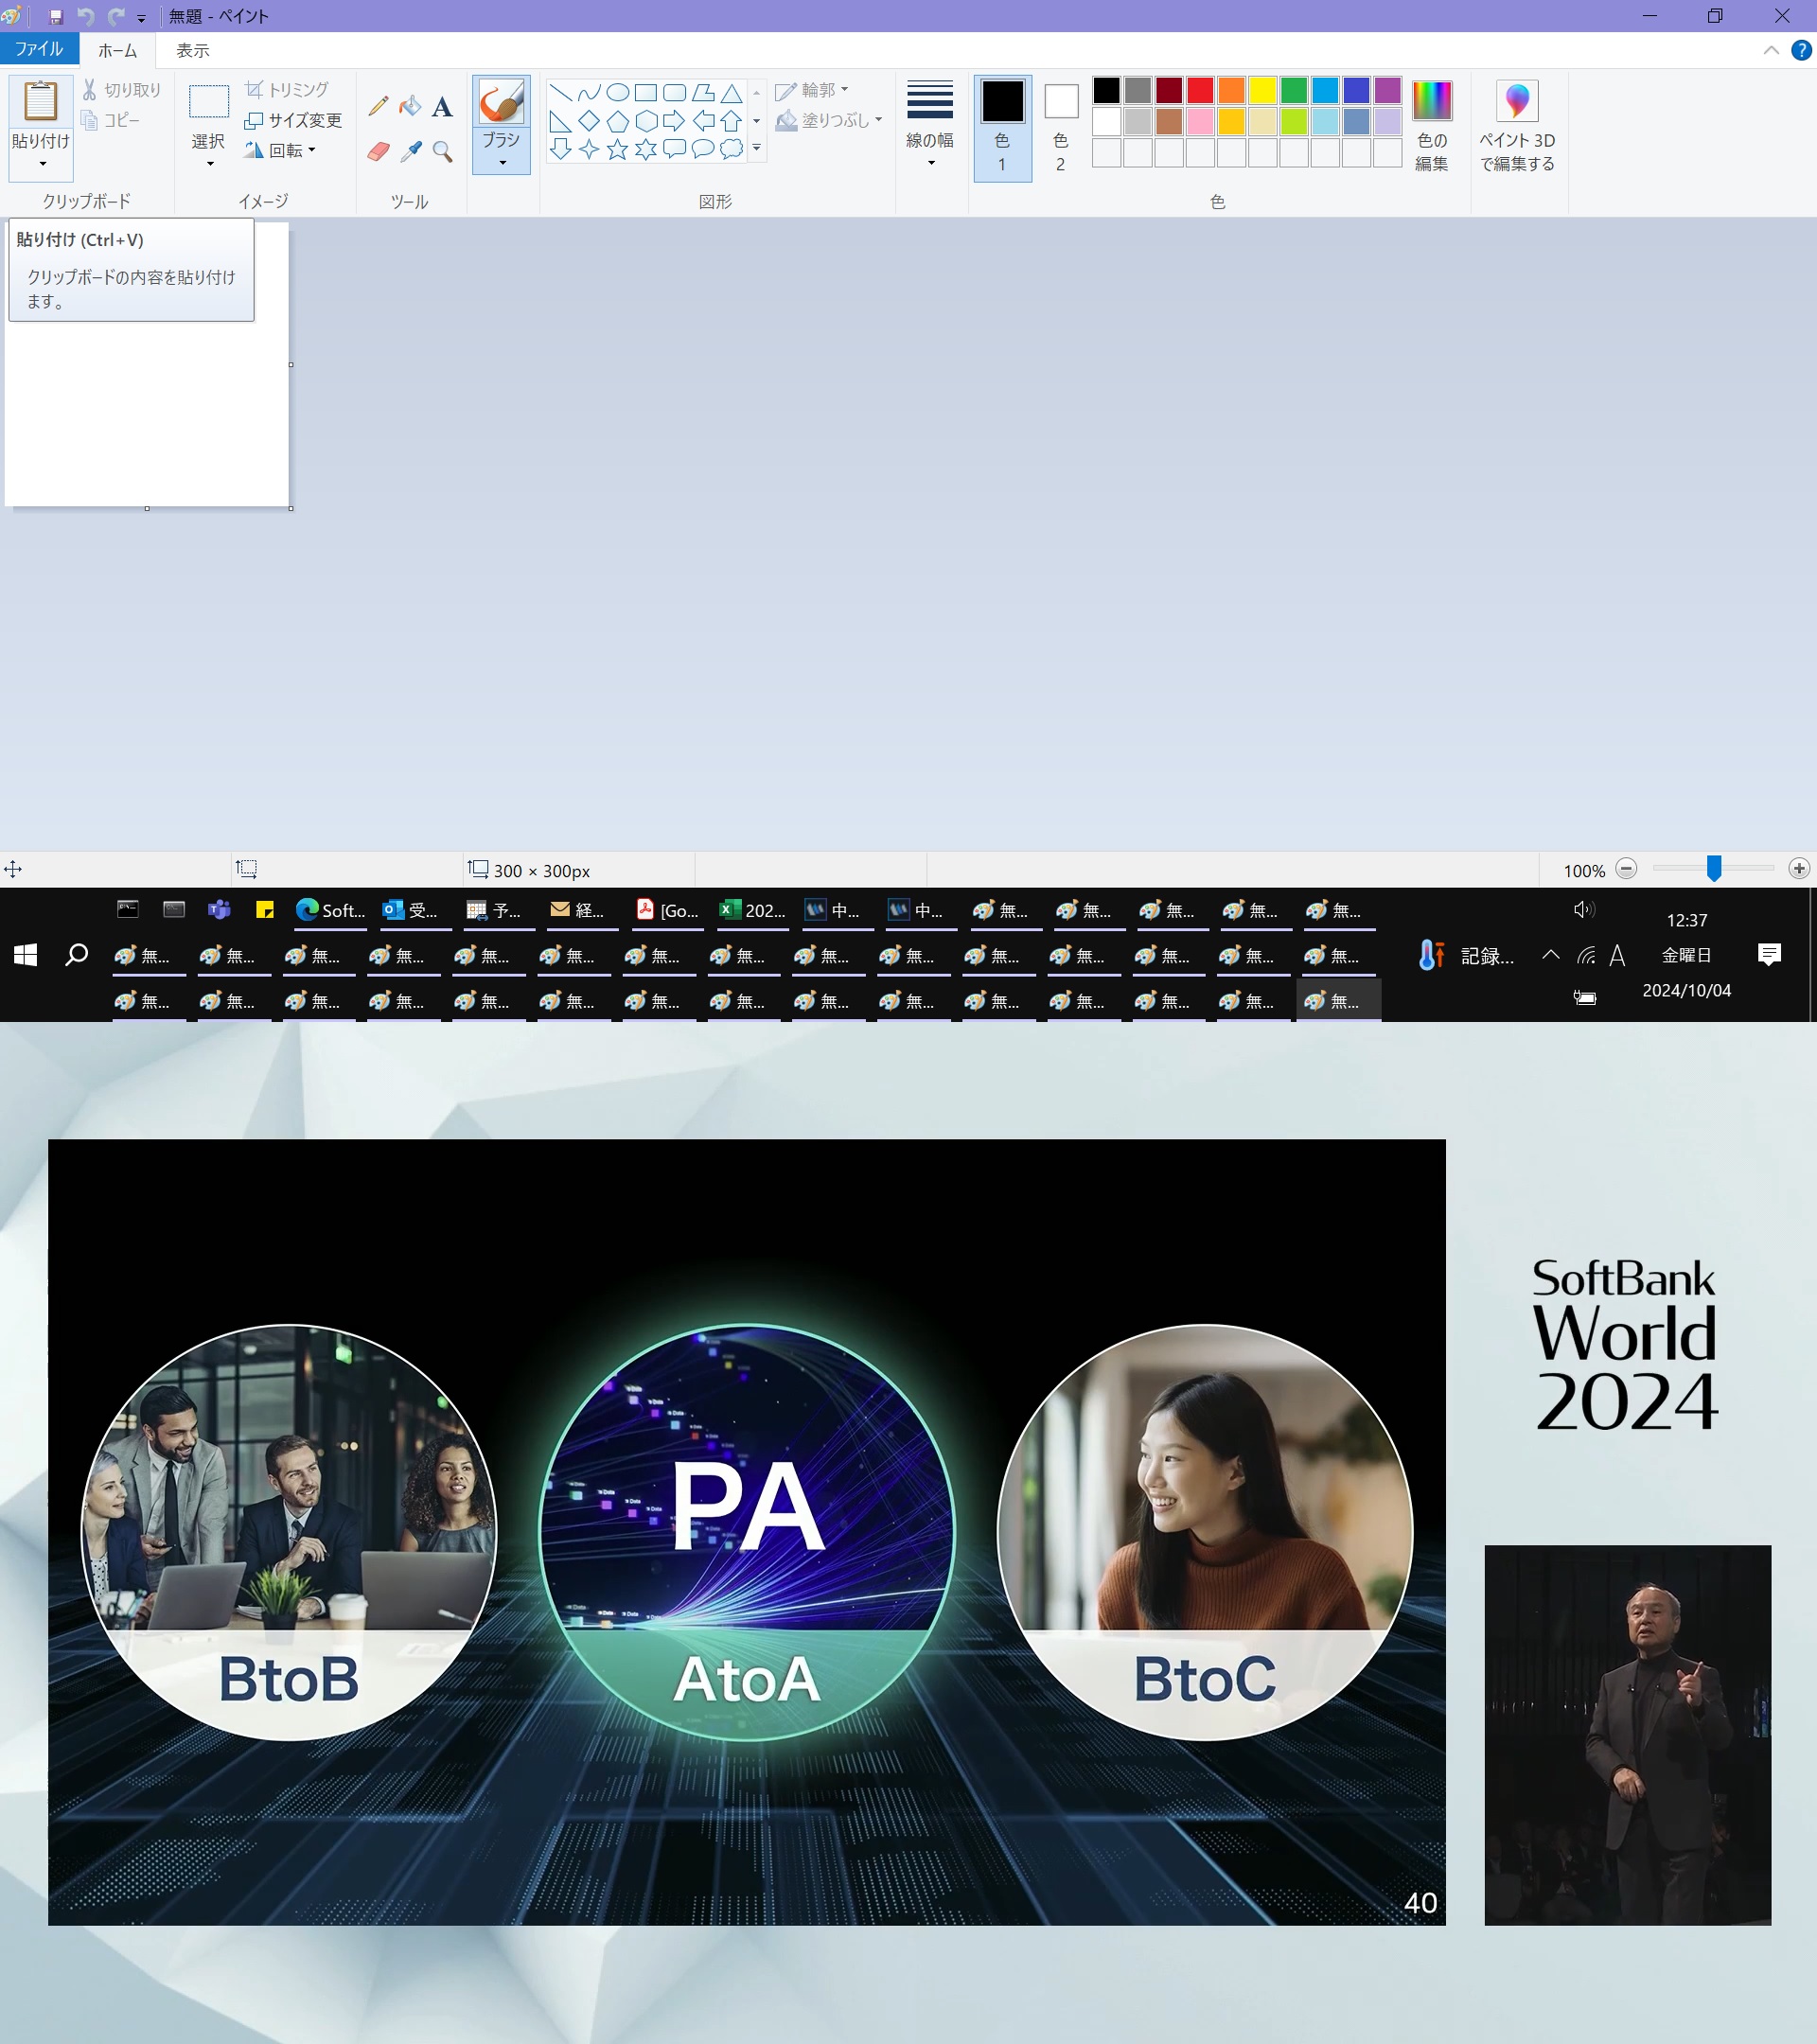 無題 - ペイント
ファイル ホーム 表示
貼り付け
切り取り
コピー
クリップボード
選択
トリミング
サイズ変更
回転
イメージ
A
ツール
ブラシ
輪郭
塗りつぶし
図形
線の幅
色
1
色
2
色の
編集
色
ペイント 3D
で編集する
貼り付け (Ctrl+V)
クリップボードの内容を貼り付け
ます。
300 × 300px
100%
Soft... 受... 予... 経... [Go... 202... 中... 中... 無... 無... 無... 無... 無...
無... 無... 無... 無... 無... 無... 無... 無... 無... 無... 無... 無... 無... 無... 無...
無... 無... 無... 無... 無... 無... 無... 無... 無... 無... 無... 無... 無... 無... 無...
記録...
A
12:37
金曜日
2024/10/04
SoftBank
World
2024
PA
BtoB
AtoA
BtoC
40